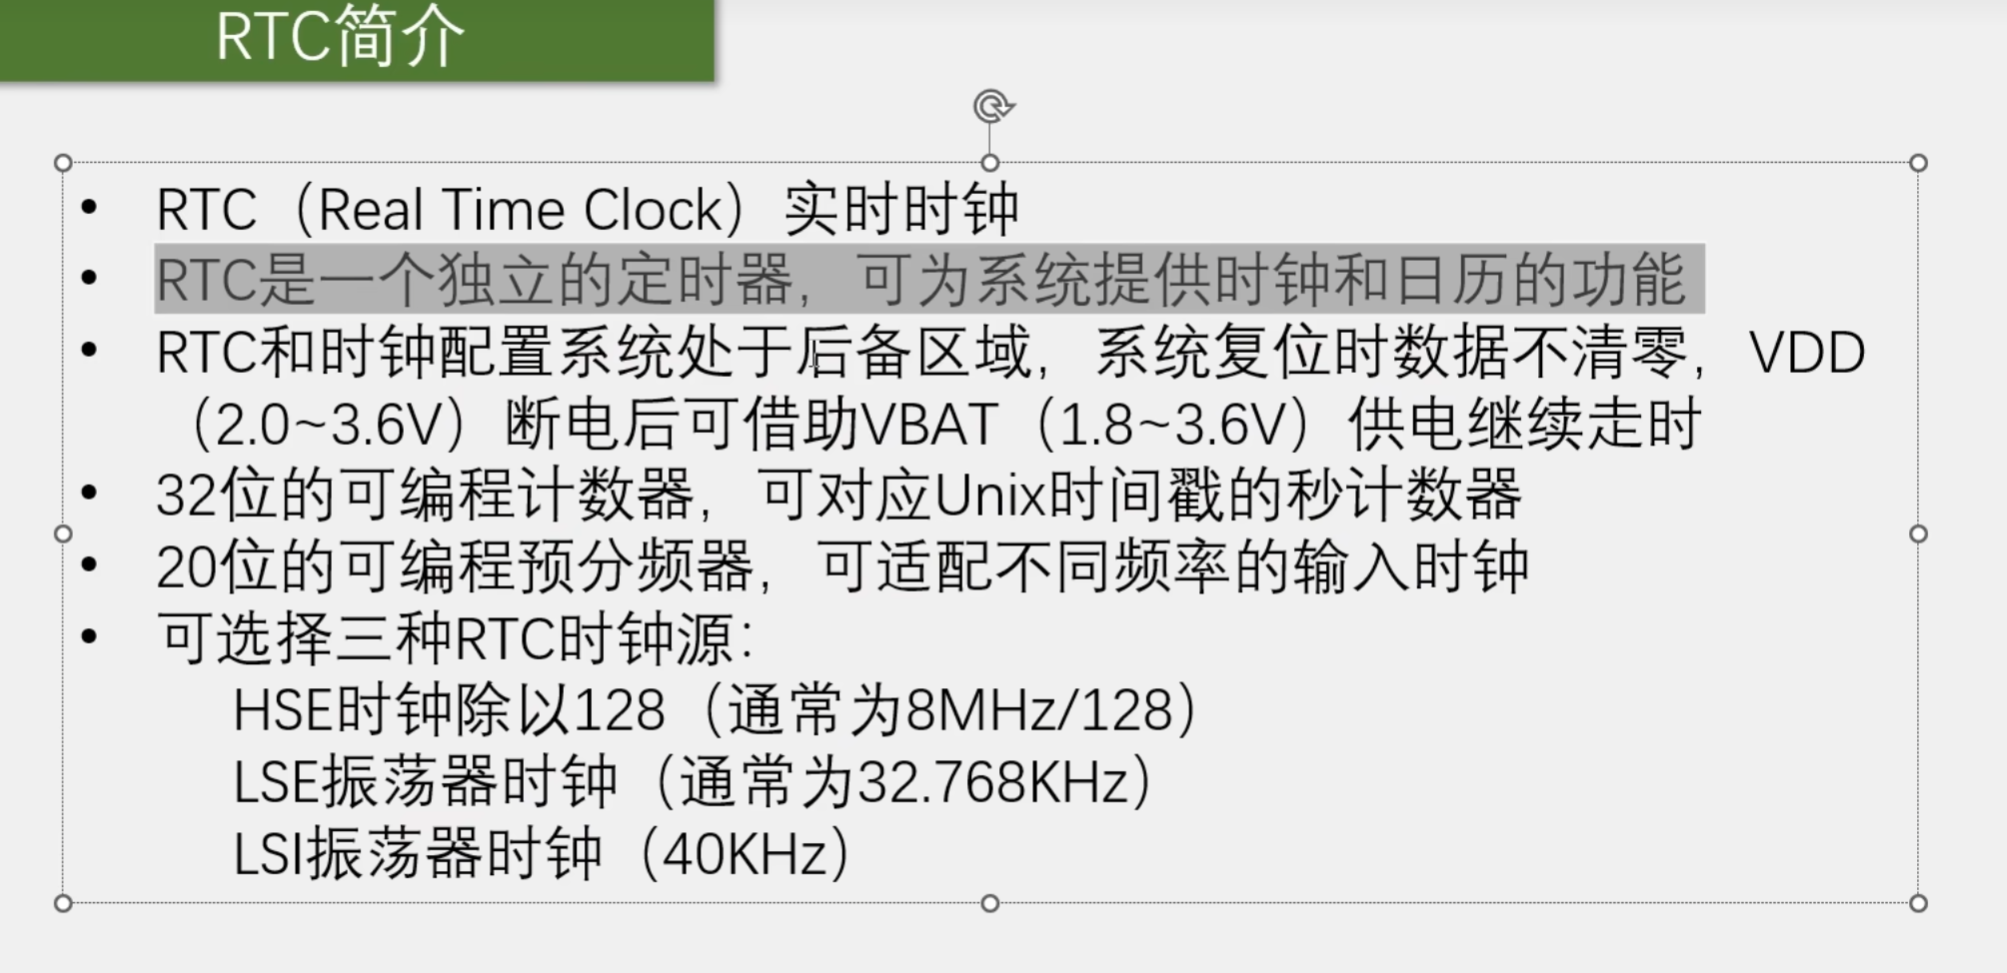 RTC简介
• RTC（Real Time Clock）实时时钟
• RTC是一个独立的定时器，可为系统提供时钟和日历的功能
• RTC和时钟配置系统处于后备区域，系统复位时数据不清零，VDD
（2.0~3.6V）断电后可借助VBAT（1.8~3.6V）供电继续走时
• 32位的可编程计数器，可对应Unix时间戳的秒计数器
• 20位的可编程预分频器，可适配不同频率的输入时钟
• 可选择三种RTC时钟源：
HSE时钟除以128（通常为8MHz/128）
LSE振荡器时钟（通常为32.768KHz）
LSI振荡器时钟（40KHz）